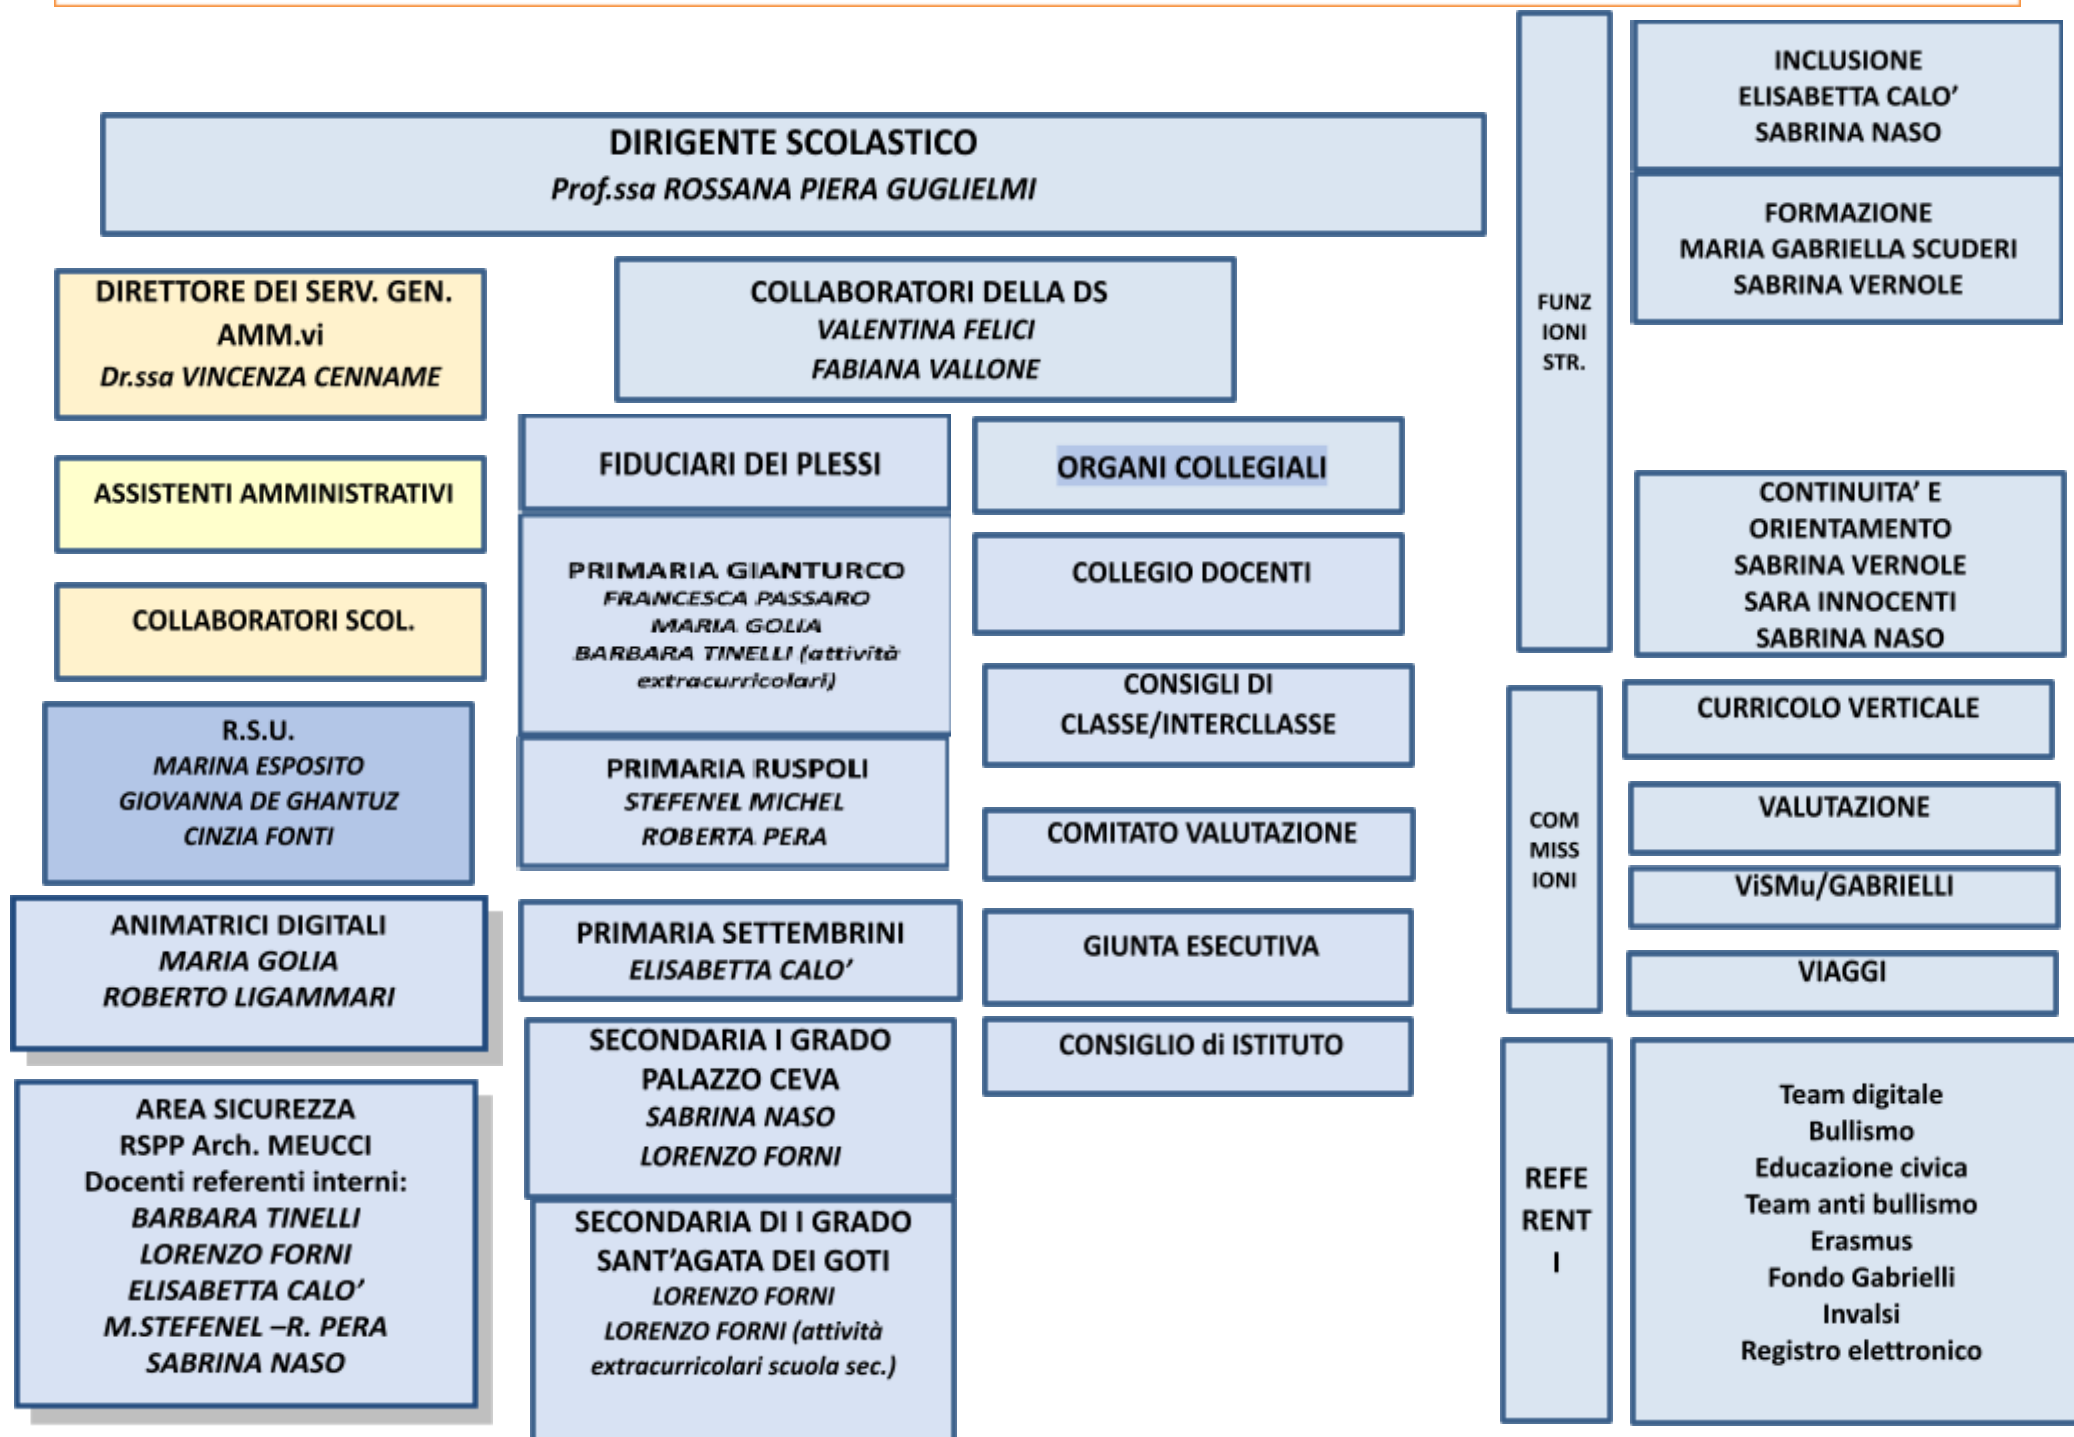 DIRIGENTE SCOLASTICO
Prof.ssa ROSSANA PIERA GUGLIELMI
DIRETTORE DEI SERV. GEN.
AMM.vi
Dr.ssa VINCENZA CENNAME
ASSISTENTI AMMINISTRATIVI
COLLABORATORI SCOL.
R.S.U.
MARINA ESPOSITO
GIOVANNA DE GHANTUZ
CINZIA FONTI
ANIMATRICI DIGITALI
MARIA GOLIA
ROBERTO LIGAMMARI
AREA SICUREZZA
RSPP Arch. MEUCCI
Docenti referenti interni:
BARBARA TINELLI
LORENZO FORNI
ELISABETTA CALO’
M.STEFENEL –R. PERA
SABRINA NASO
COLLABORATORI DELLA DS
VALENTINA FELICI
FABIANA VALLONE
FIDUCIARI DEI PLESSI
PRIMARIA GIANTURCO
FRANCESCA PASSARO
MARIA GOLIA
BARBARA TINELLI (attività
extracurricolari)
PRIMARIA RUSPOLI
STEFENEL MICHEL
ROBERTA PERA
PRIMARIA SETTEMBRINI
ELISABETTA CALO’
SECONDARIA I GRADO
PALAZZO CEVA
SABRINA NASO
LORENZO FORNI
SECONDARIA DI I GRADO
SANT’AGATA DEI GOTI
LORENZO FORNI
LORENZO FORNI (attività
extracurricolari scuola sec.)
ORGANI COLLEGIALI
COLLEGIO DOCENTI
CONSIGLI DI
CLASSE/INTERCLLASSE
COMITATO VALUTAZIONE
GIUNTA ESECUTIVA
CONSIGLIO di ISTITUTO
FUNZ
IONI
STR.
INCLUSIONE
ELISABETTA CALO’
SABRINA NASO
FORMAZIONE
MARIA GABRIELLA SCUDERI
SABRINA VERNOLE
CONTINUITA’ E
ORIENTAMENTO
SABRINA VERNOLE
SARA INNOCENTI
SABRINA NASO
COM
MISS
IONI
CURRICOLO VERTICALE
VALUTAZIONE
ViSMu/GABRIELLI
VIAGGI
REFE
RENT
I
Team digitale
Bullismo
Educazione civica
Team anti bullismo
Erasmus
Fondo Gabrielli
Invalsi
Registro elettronico